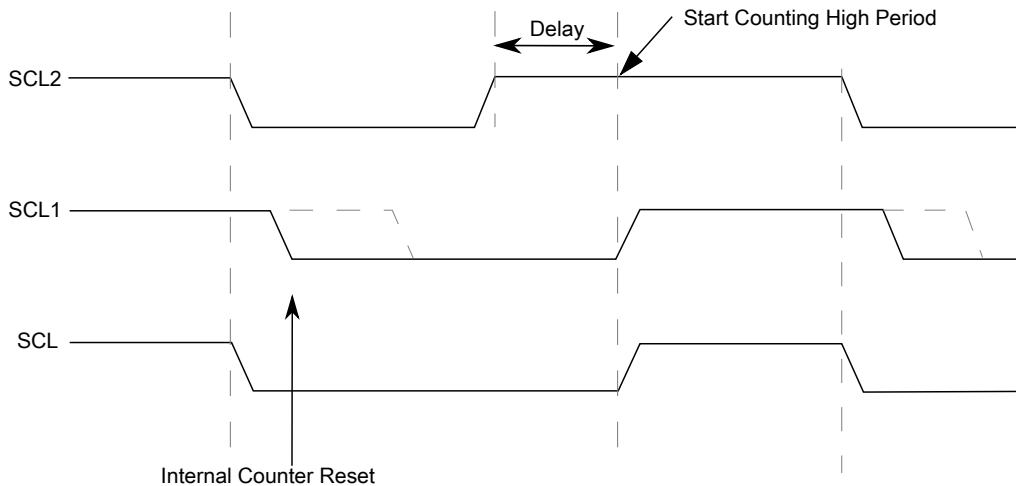 Delay
Start Counting High Period
SCL2
SCL1
SCL
Internal Counter Reset